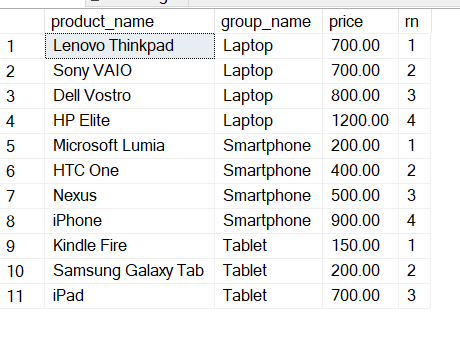 product_name group_name price rn
1 Lenovo Thinkpad Laptop 700.00 1
2 Sony VAIO Laptop 700.00 2
3 Dell Vostro Laptop 800.00 3
4 HP Elite Laptop 1200.00 4
5 Microsoft Lumia Smartphone 200.00 1
6 HTC One Smartphone 400.00 2
7 Nexus Smartphone 500.00 3
8 iPhone Smartphone 900.00 4
9 Kindle Fire Tablet 150.00 1
10 Samsung Galaxy Tab Tablet 200.00 2
11 iPad Tablet 700.00 3